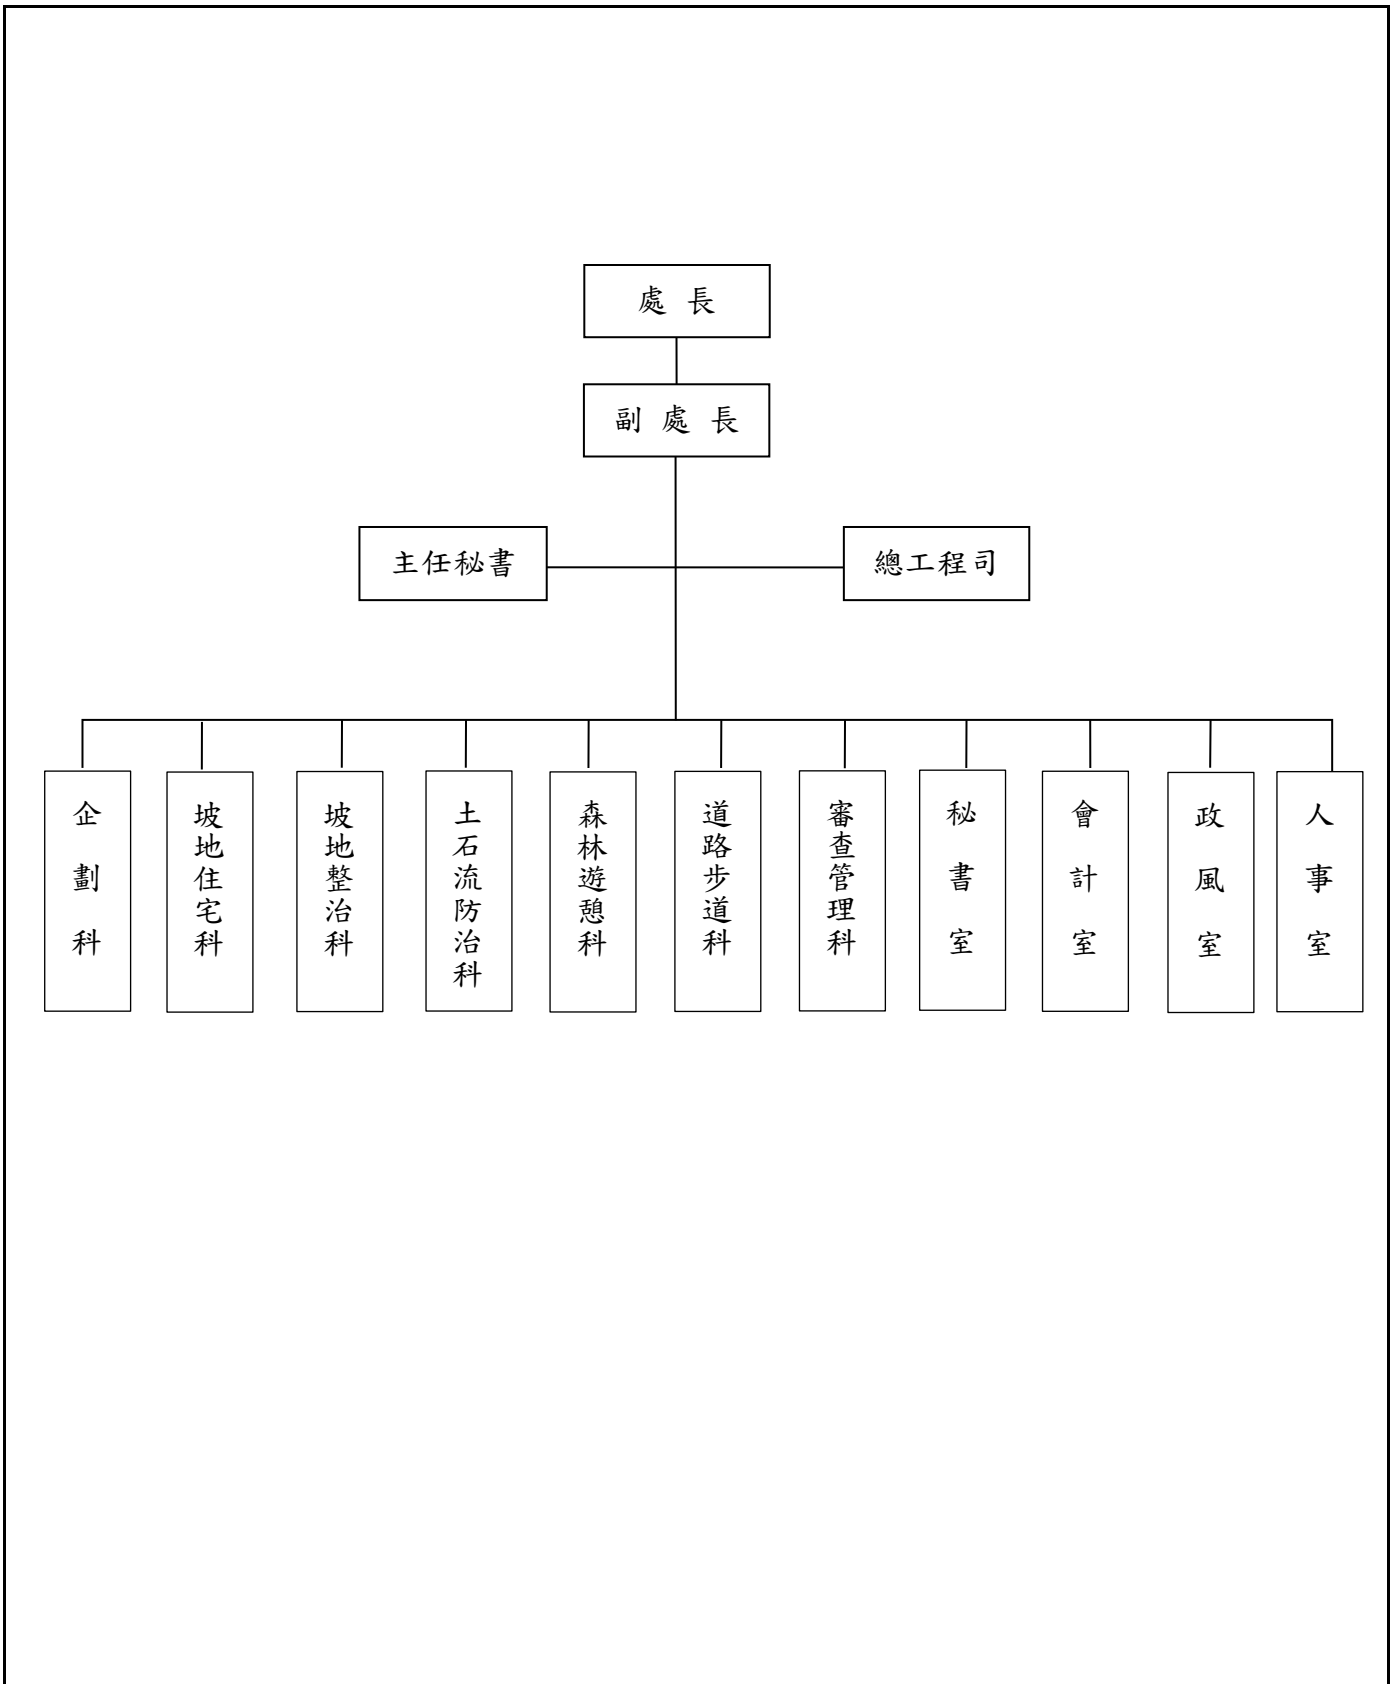 處 長
副 處 長
主任秘書
總工程司
企劃科
坡地住宅科
坡地整治科
土石流防治科
森林遊憩科
道路步道科
審查管理科
秘書室
會計室
政風室
人事室